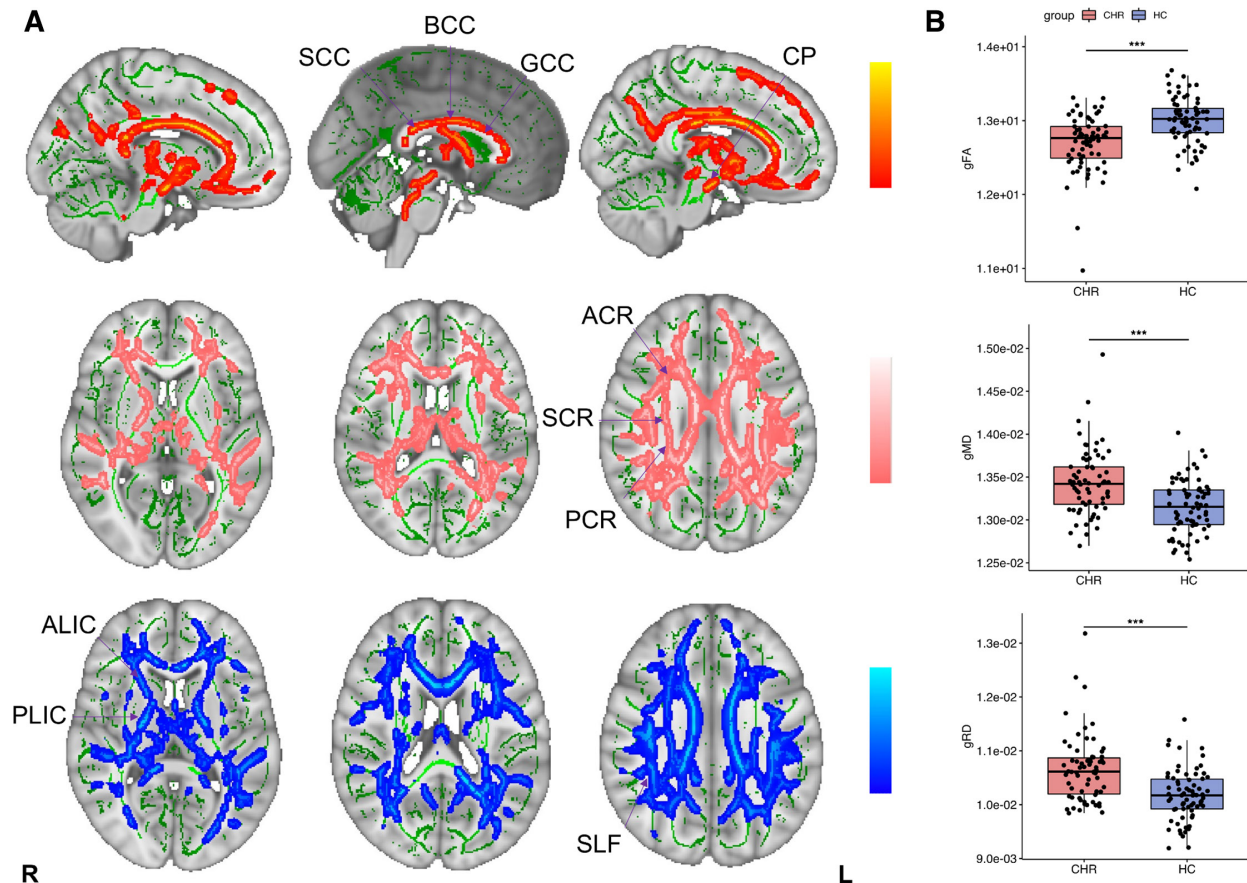 A
SCC
BCC
GCC
CP
ACR
SCR
PCR
ALIC
PLIC
SLF
R
L
B
group CHR HC
***
gFA
1.4e+01
1.3e+01
1.2e+01
1.1e+01
CHR HC
***
gMD
1.50e-02
1.45e-02
1.40e-02
1.35e-02
1.30e-02
1.25e-02
CHR HC
***
gRD
1.3e-02
1.2e-02
1.1e-02
1.0e-02
9.0e-03
CHR HC